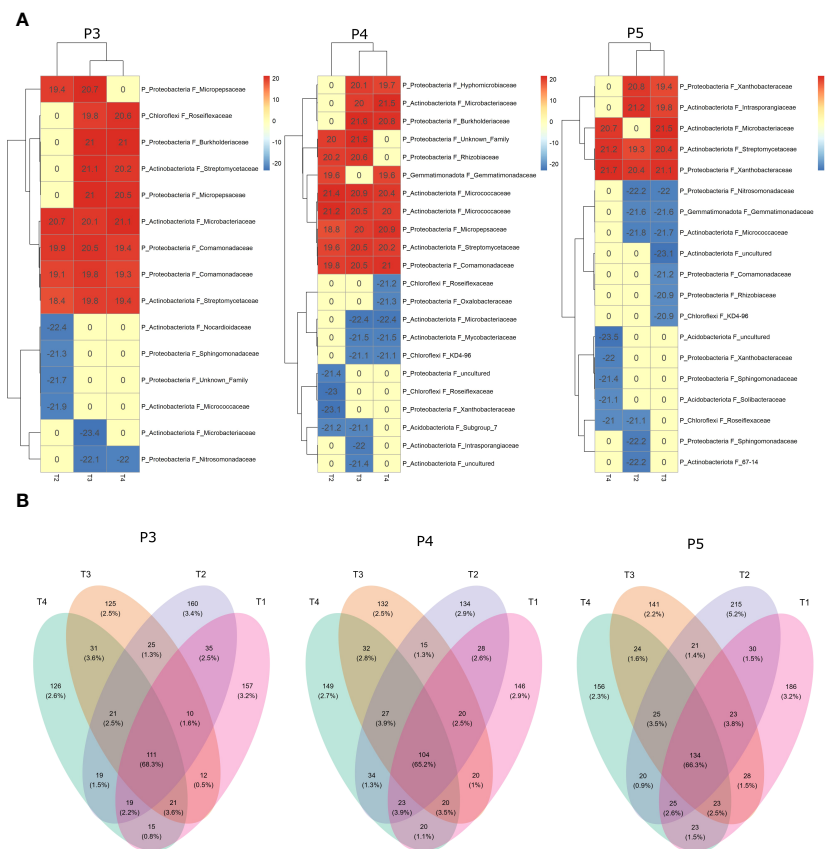 A
P3
P4
P5
19.4 20.7 0 P_Proteobacteria F_Micropepsaceae
0 19.8 20.8 P_Chloroflexi F_Roseiflexaceae
0 21 21 P_Proteobacteria F_Burkholderiaceae
0 21.1 20.2 P_Actinobacteriota F_Streptomycetaceae
0 21 20.5 P_Proteobacteria F_Micropepsaceae
20.7 20.1 21.1 P_Actinobacteriota F_Microbacteriaceae
19.9 20.5 19.4 P_Proteobacteria F_Comamonadaceae
19.1 19.8 19.3 P_Proteobacteria F_Comamonadaceae
18.4 19.8 19.4 P_Actinobacteriota F_Streptomycetaceae
-22.4 0 0 P_Actinobacteriota F_Nocardioidaceae
-21.3 0 0 P_Proteobacteria F_Sphingomonadaceae
-21.7 0 0 P_Proteobacteria F_Unknown_Family
-21.9 0 0 P_Actinobacteriota F_Micrococcaceae
0 -23.4 0 P_Actinobacteriota F_Microbacteriaceae
0 -22.1 -22 P_Proteobacteria F_Nitrosomonadaceae
T2 T3 T4
20
10
0
-10
-20
0 20.1 19.7 P_Proteobacteria F_Hyphomicrobiaceae
0 20 P_Actinobacteriota F_Microbacteriaceae
0 21.6 20.8 P_Proteobacteria F_Burkholderiaceae
20 21.5 0 P_Proteobacteria F_Unknown_Family
20.2 20.6 0 P_Proteobacteria F_Rhizobiaceae
19.6 0 19.6 P_Gemmatimonadota F_Gemmatimonadaceae
21.4 20.9 20.4 P_Actinobacteriota F_Micrococcaceae
21.2 20.5 20 P_Actinobacteriota F_Micrococcaceae
18.8 20 20.9 P_Proteobacteria F_Micropepsaceae
19.6 20.5 20.2 P_Actinobacteriota F_Streptomycetaceae
19.8 20.5 21 P_Proteobacteria F_Comamonadaceae
0 0 -21.2 P_Chloroflexi F_Roseiflexaceae
0 0 -21.3 P_Proteobacteria F_Oxalobacteraceae
0 -22.4 -22.4 P_Actinobacteriota F_Microbacteriaceae
0 -21.5 -21.5 P_Actinobacteriota F_Mycobacteriaceae
0 -21.1 -21.1 P_Chloroflexi F_KD4-96
-21.4 0 0 P_Proteobacteria F_uncultured
-23 0 0 P_Chloroflexi F_Roseiflexaceae
-23.1 0 0 P_Proteobacteria F_Xanthobacteraceae
-21.2 -21.1 0 P_Acidobacteriota F_Subgroup_7
0 -22 0 P_Actinobacteriota F_Intrasporangiaceae
0 -21.4 0 P_Actinobacteriota F_uncultured
T2 T3 T4
20
10
0
-10
-20
0 20.6 19.4 P_Proteobacteria F_Xanthobacteraceae
0 21.2 19.8 P_Actinobacteriota F_Intrasporangiaceae
20.7 0 P_Actinobacteriota F_Microbacteriaceae
21.2 19.3 20.4 P_Actinobacteriota F_Streptomycetaceae
21.7 20.4 21.1 P_Proteobacteria F_Xanthobacteraceae
0 -22.2 -22 P_Proteobacteria F_Nitrosomonadaceae
0 -21.6 -21.6 P_Gemmatimonadota F_Gemmatimonadaceae
0 -21.8 -21.7 P_Actinobacteriota F_Micrococcaceae
0 0 -23.1 P_Actinobacteriota F_uncultured
0 0 -21.2 P_Proteobacteria F_Comamonadaceae
0 0 -20.9 P_Proteobacteria F_Rhizobiaceae
0 0 -20.9 P_Chloroflexi F_KD4-96
-23.5 0 0 P_Acidobacteriota F_uncultured
-22 0 0 P_Proteobacteria F_Xanthobacteraceae
-21.4 0 0 P_Proteobacteria F_Sphingomonadaceae
-21.1 0 0 P_Acidobacteriota F_Solibacteraceae
-21 -21.1 0 P_Chloroflexi F_Roseiflexaceae
0 -22.2 0 P_Proteobacteria F_Sphingomonadaceae
0 -22.2 0 P_Actinobacteriota F_67-14
T4 T2 T3
B
P3
T3 T2
T4 T1
125
(2.5%)
160
(3.4%)
31
(3.6%)
25
(1.3%)
35
(2.5%)
126
(2.6%)
157
(3.2%)
21
(2.5%)
10
(1.8%)
111
(68.3%)
19
(1.5%)
12
(0.5%)
19
(2.2%)
21
(3.6%)
15
(0.8%)
P4
T3 T2
T4 T1
132
(2.5%)
134
(2.9%)
32
(2.8%)
15
(1.3%)
28
(2.6%)
149
(2.7%)
146
(2.9%)
27
(3.9%)
20
(2.5%)
104
(65.2%)
34
(1.3%)
20
(1%)
23
(3.9%)
20
(3.5%)
20
(1.1%)
P5
T3 T2
T4 T1
141
(2.2%)
215
(5.2%)
24
(1.6%)
21
(1.4%)
30
(1.5%)
156
(2.3%)
186
(3.2%)
25
(3.5%)
23
(3.8%)
134
(66.3%)
20
(0.9%)
28
(1.5%)
25
(2.6%)
23
(2.5%)
23
(1.5%)